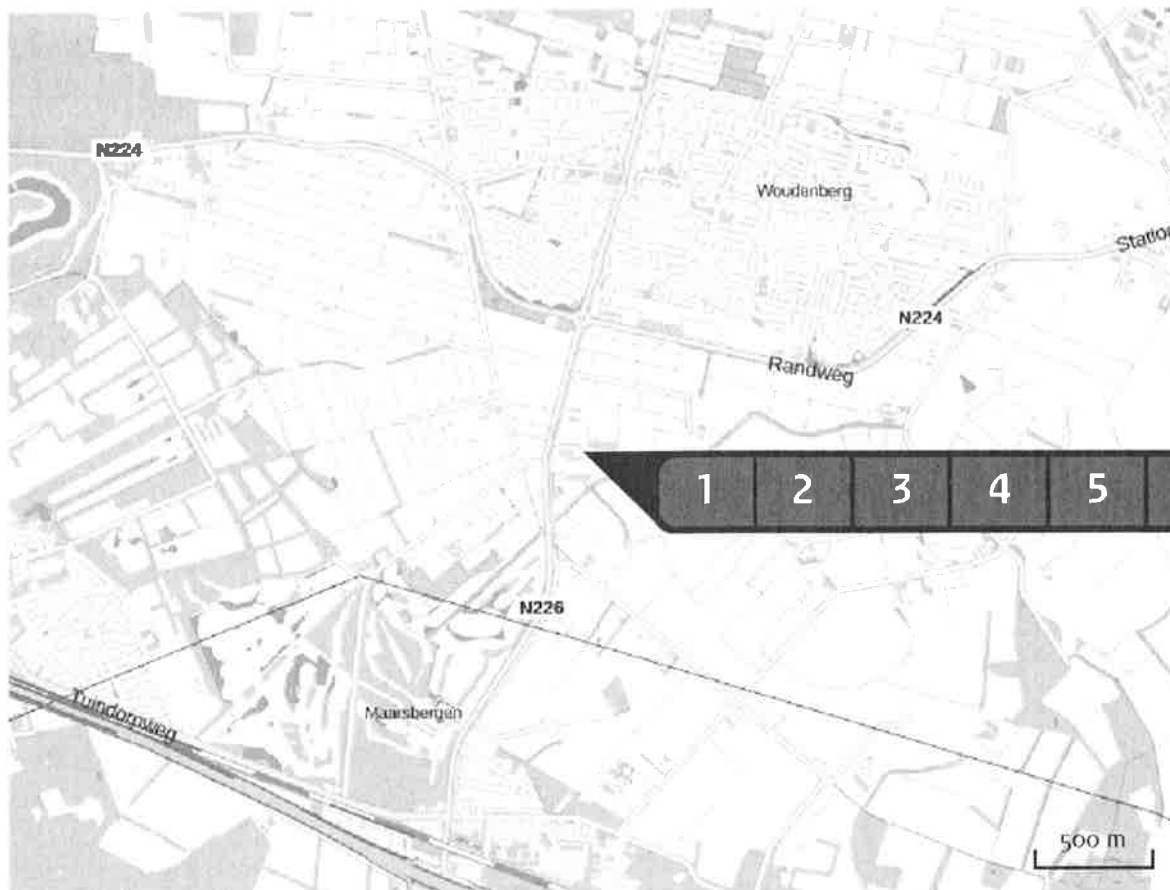 N224
Woudenberg
Station
N224
Randweg
1 2 3 4 5
N226
Maarsbergen
Tuindorpweg
500 m